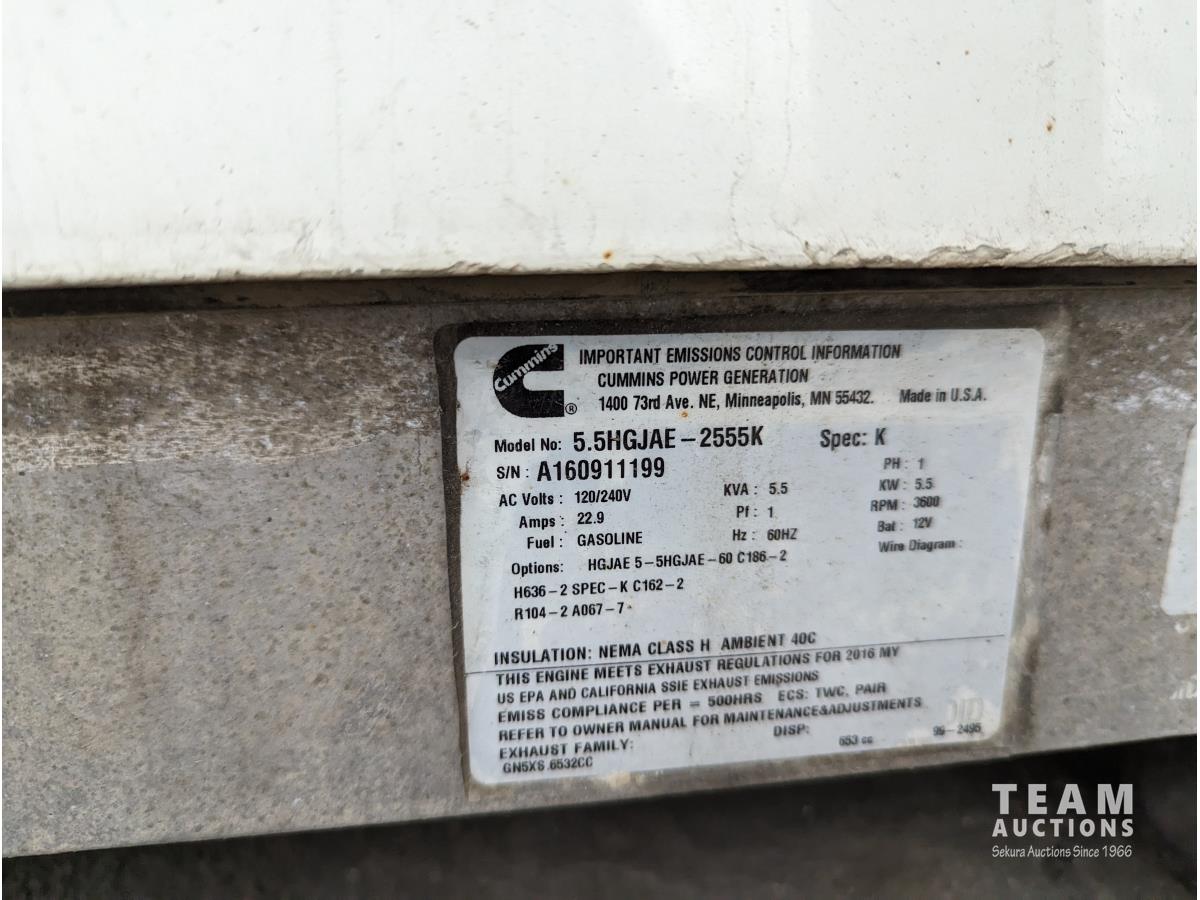 Cummins
®
IMPORTANT EMISSIONS CONTROL INFORMATION
CUMMINS POWER GENERATION
1400 73rd Ave. NE, Minneapolis, MN 55432. Made in U.S.A.
Model No: 5.5HGJAE-2555K Spec: K
S/N: A160911199 PH: 1
AC Volts: 120/240V KVA: 5.5 KW: 5.5
Amps: 22.9 Pf: 1 RPM: 3600
Fuel: GASOLINE Hz: 60HZ Bat: 12V
Options: HGJAE 5-5HGJAE-60 C186-2 Wire Diagram:
H636-2 SPEC-K C162-2
R104-2 A067-7
INSULATION: NEMA CLASS H AMBIENT 40C
THIS ENGINE MEETS EXHAUST REGULATIONS FOR 2016 MY
US EPA AND CALIFORNIA SSIE EXHAUST EMISSIONS
EMISS COMPLIANCE PER = 500HRS ECS: TWC, PAIR
REFER TO OWNER MANUAL FOR MAINTENANCE&ADJUSTMENTS
EXHAUST FAMILY: DISP: 653 cc 99-2495
GN5XS.6532CC
TEAM
AUCTIONS
Sekura Auctions Since 1966